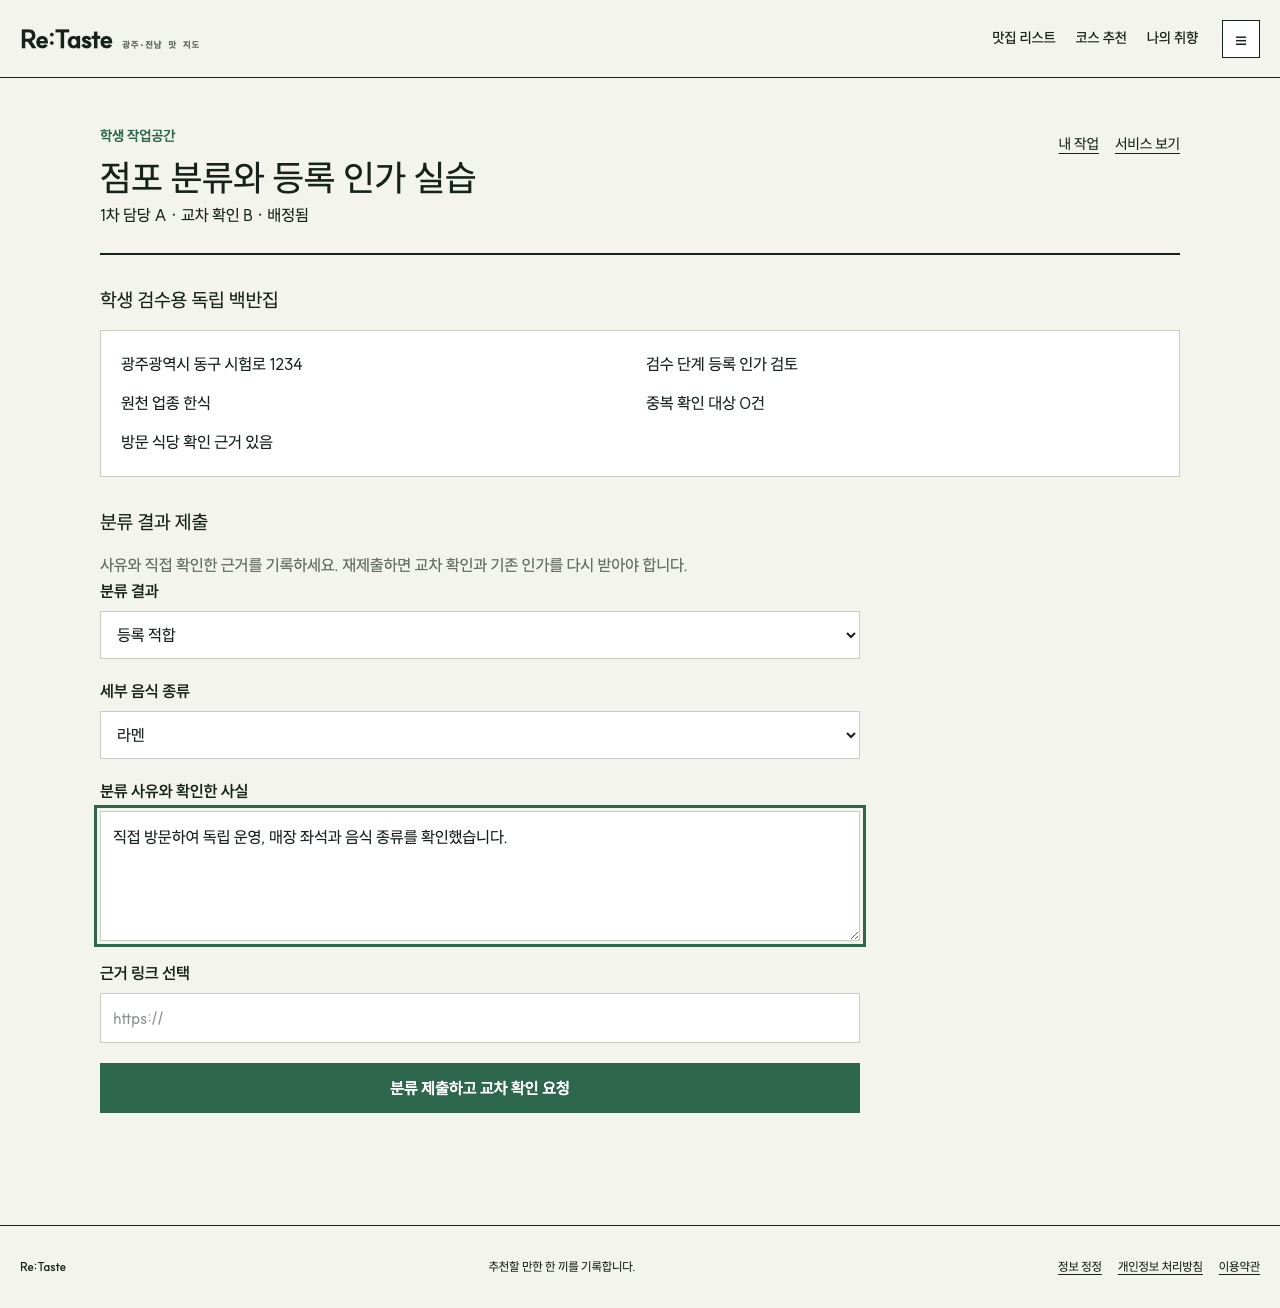 Re:Taste 광주·전남 맛 지도
맛집 리스트 코스 추천 나의 취향
학생 작업공간
내 작업 서비스 보기
점포 분류와 등록 인가 실습
1차 담당 A · 교차 확인 B · 배정됨
학생 검수용 독립 백반집
광주광역시 동구 시험로 1234
검수 단계 등록 인가 검토
원천 업종 한식
중복 확인 대상 0건
방문 식당 확인 근거 있음
분류 결과 제출
사유와 직접 확인한 근거를 기록하세요. 재제출하면 교차 확인과 기존 인가를 다시 받아야 합니다.
분류 결과
등록 적합
세부 음식 종류
라멘
분류 사유와 확인한 사실
직접 방문하여 독립 운영, 매장 좌석과 음식 종류를 확인했습니다.
근거 링크 선택
https://
분류 제출하고 교차 확인 요청
Re:Taste
추천할 만한 한 끼를 기록합니다.
정보 정정 개인정보 처리방침 이용약관